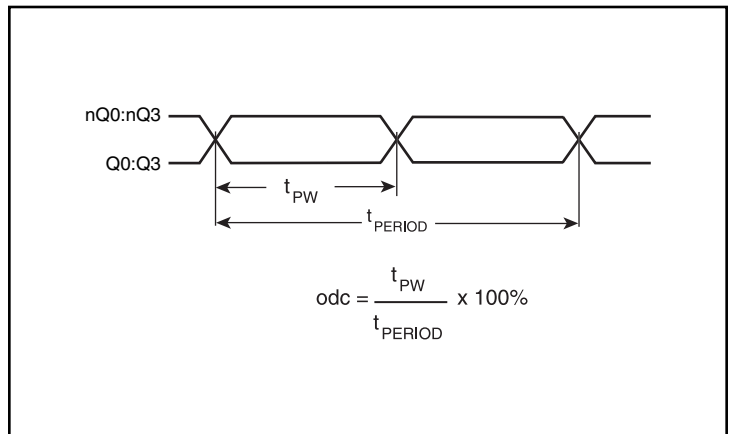 nQ0:nQ3
Q0:Q3
tPW
tPERIOD
odc = tPW / tPERIOD x 100%